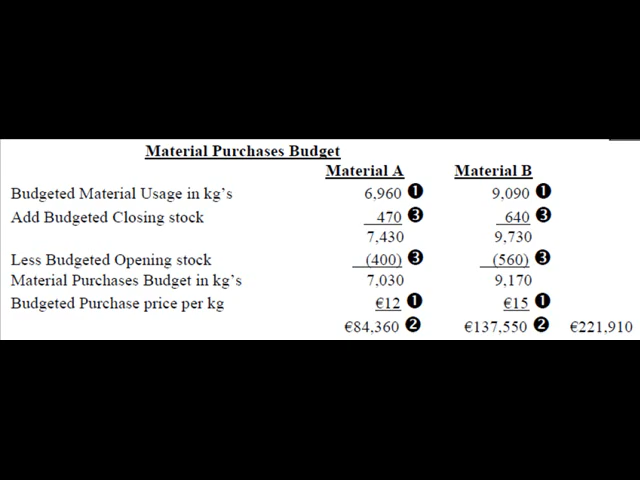 Material Purchases Budget
Material A Material B
Budgeted Material Usage in kg's 6,960 ❶ 9,090 ❶
Add Budgeted Closing stock 470 ❸ 640 ❸
7,430 9,730
Less Budgeted Opening stock (400) ❸ (560) ❸
Material Purchases Budget in kg's 7,030 9,170
Budgeted Purchase price per kg €12 ❶ €15 ❶
€84,360 ❷ €137,550 ❷ €221,910